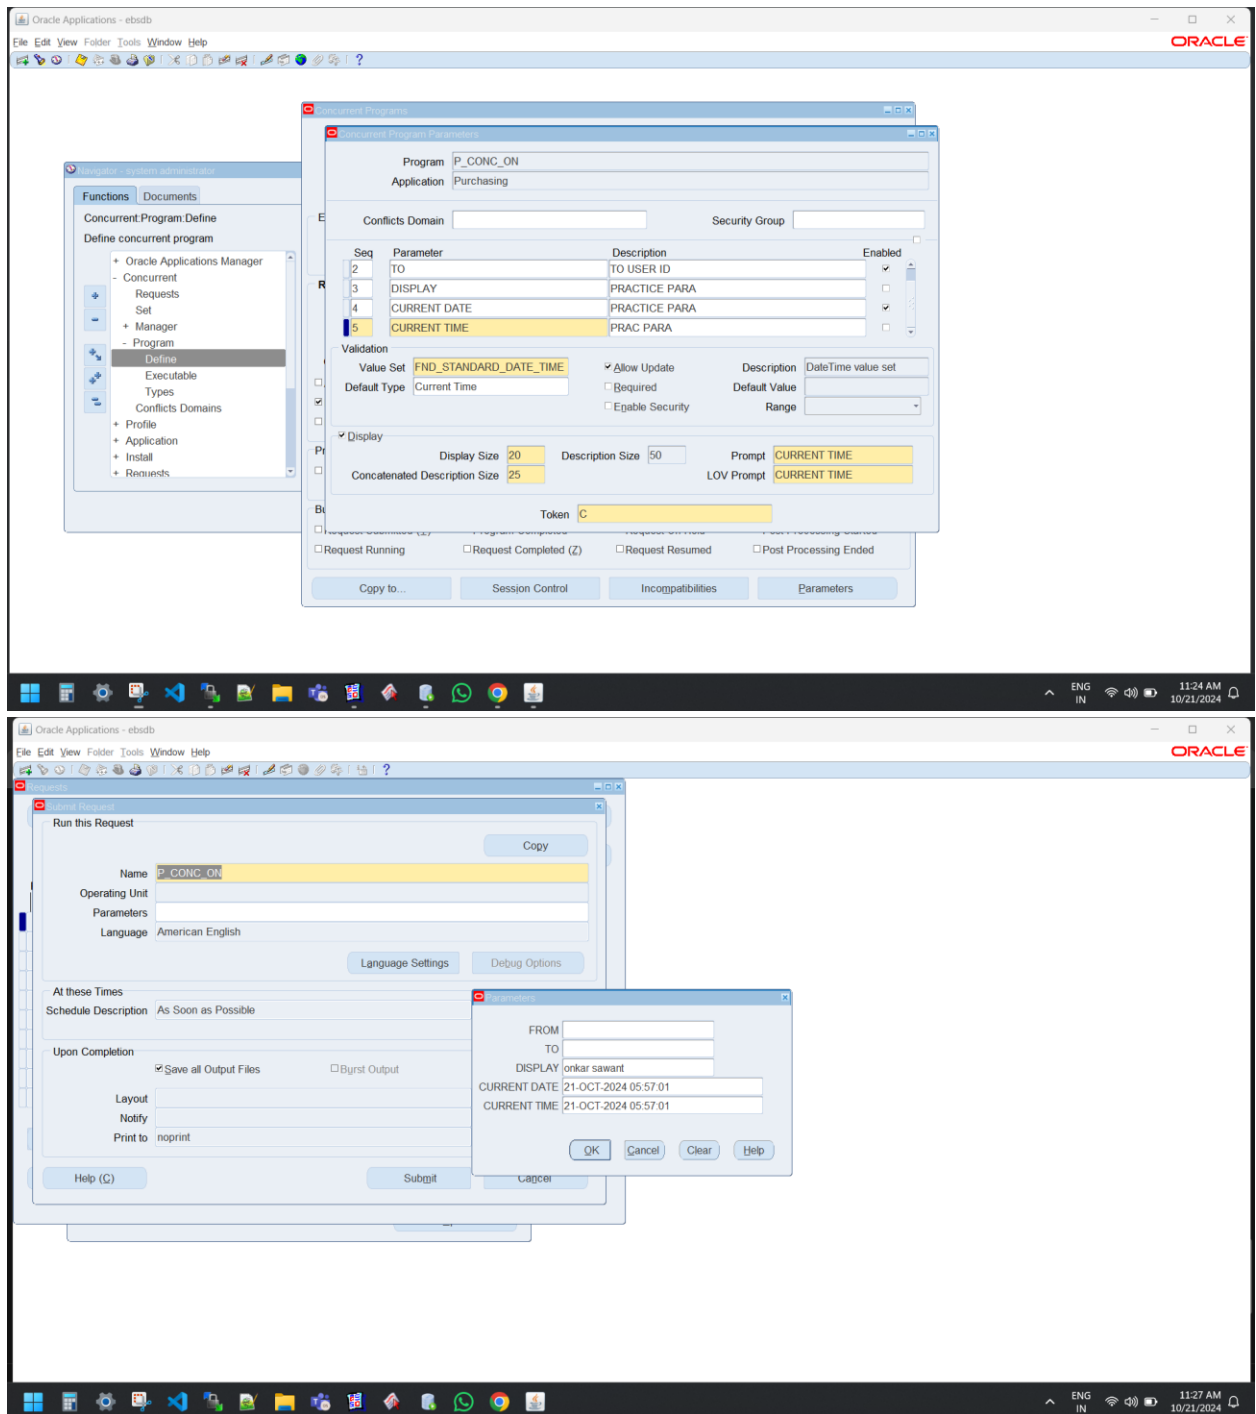 Oracle Applications - ebsdb
File Edit View Folder Tools Window Help
ORACLE
Concurrent Programs
Concurrent Program Parameters
Program P_CONC_ON
Application Purchasing
Navigator - system administrator
Functions Documents
Concurrent:Program:Define
Define concurrent program
+ Oracle Applications Manager
- Concurrent
Requests
Set
+ Manager
- Program
Define
Executable
Types
Conflicts Domains
+ Profile
+ Application
+ Install
+ Requests
Conflicts Domain Security Group
Seq Parameter Description Enabled
2 TO TO USER ID
3 DISPLAY PRACTICE PARA
4 CURRENT DATE PRACTICE PARA
5 CURRENT TIME PRAC PARA
Validation
Value Set FND_STANDARD_DATE_TIME Allow Update Description DateTime value set
Default Type Current Time Required Default Value
Enable Security Range
Display
Display Size 20 Description Size 50 Prompt CURRENT TIME
Concatenated Description Size 25 LOV Prompt CURRENT TIME
Token C
Request Running Request Completed (Z) Request Resumed Post Processing Ended
Copy to... Session Control Incompatibilities Parameters
ENG
IN
11:24 AM
10/21/2024
Oracle Applications - ebsdb
File Edit View Folder Tools Window Help
ORACLE
Requests
Submit Request
Run this Request
Copy
Name P_CONC_ON
Operating Unit
Parameters
Language American English
Language Settings Debug Options
At these Times
Schedule Description As Soon as Possible
Upon Completion
Save all Output Files Burst Output
Layout
Notify
Print to noprint
Help (C) Submit Cancel
Parameters
FROM
TO
DISPLAY onkar sawant
CURRENT DATE 21-OCT-2024 05:57:01
CURRENT TIME 21-OCT-2024 05:57:01
OK Cancel Clear Help
ENG
IN
11:27 AM
10/21/2024